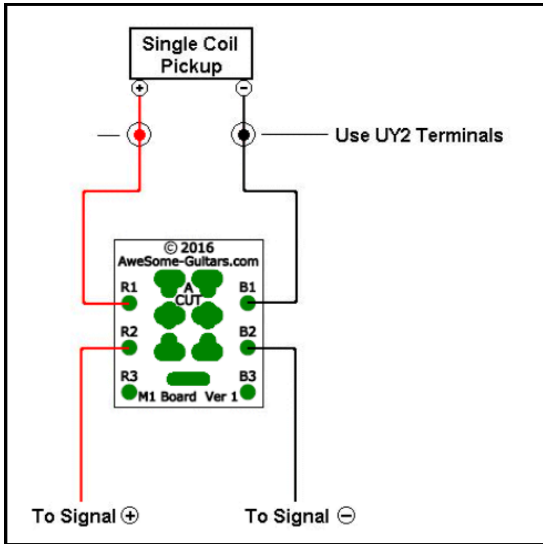 Single Coil
Pickup
+ −
Use UY2 Terminals
© 2016
AweSome-Guitars.com
R1 A B1
CUT
R2 B2
R3 B3
M1 Board Ver 1
To Signal + To Signal −